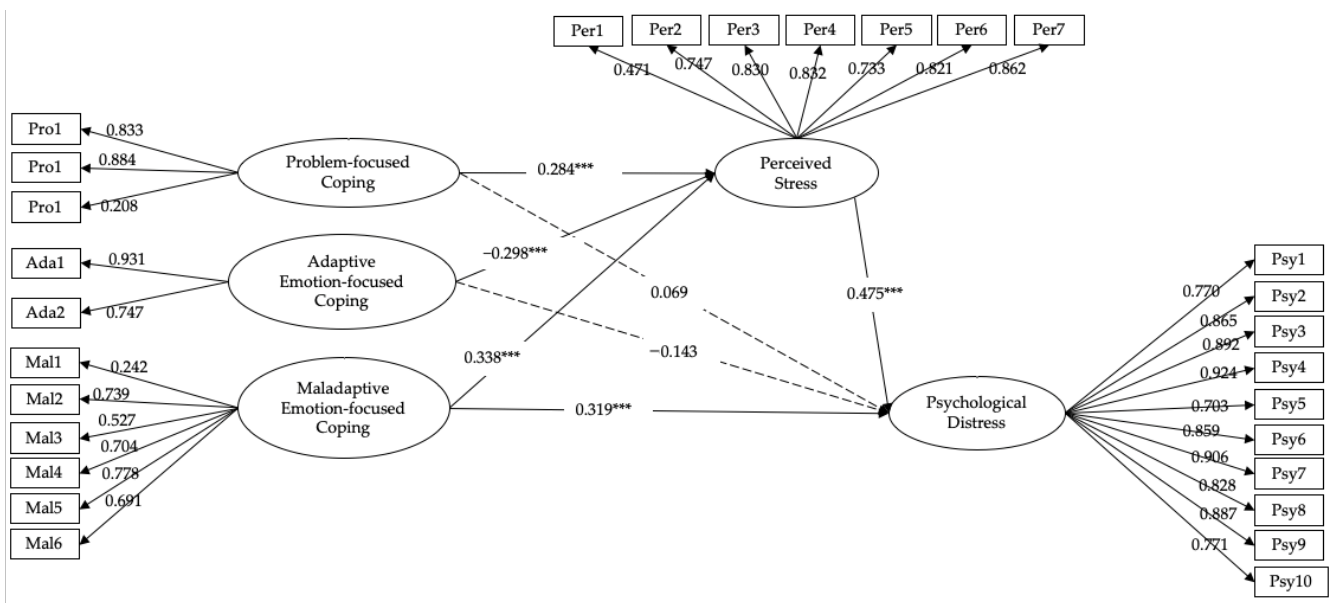 Per1 Per2 Per3 Per4 Per5 Per6 Per7
0.471 0.747 0.830 0.832 0.733 0.821 0.862
Pro1
0.833
Pro1
0.884
Pro1
0.208
Problem-focused
Coping
0.284***
Perceived
Stress
Ada1
0.931
Ada2
0.747
Adaptive
Emotion-focused
Coping
−0.298***
0.069
−0.143
0.475***
Mal1
0.242
Mal2
0.739
Mal3
0.527
Mal4
0.704
Mal5
0.778
Mal6
0.691
Maladaptive
Emotion-focused
Coping
0.338***
0.319***
Psychological
Distress
Psy1
0.770
Psy2
0.865
Psy3
0.892
Psy4
0.924
Psy5
0.703
Psy6
0.859
Psy7
0.906
Psy8
0.828
Psy9
0.887
Psy10
0.771